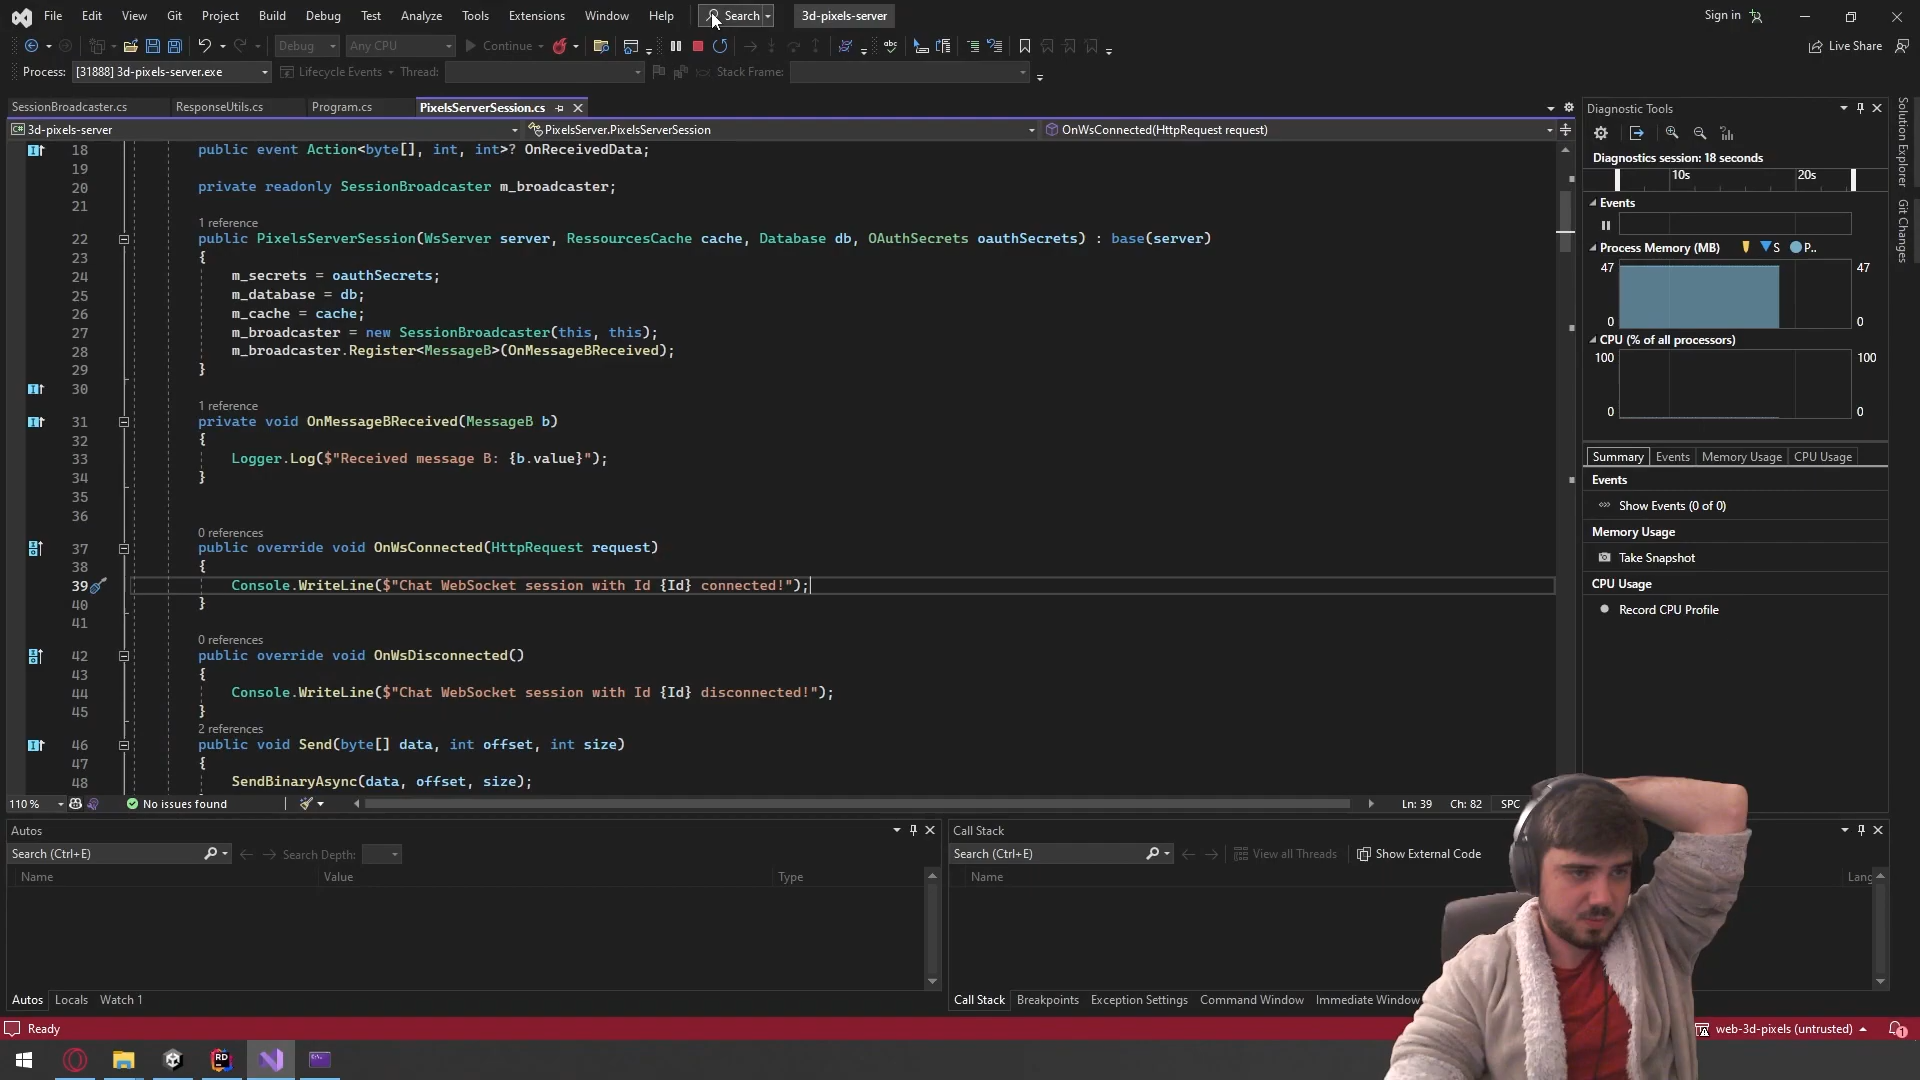 File Edit View Git Project Build Debug Test Analyze Tools Extensions Window Help Search 3d-pixels-server Sign in
Debug Any CPU Continue Live Share
Process: [31888] 3d-pixels-server.exe Lifecycle Events Thread: Stack Frame:
SessionBroadcaster.cs ResponseUtils.cs Program.cs PixelsServerSession.cs
3d-pixels-server PixelsServer.PixelsServerSession OnWsConnected(HttpRequest request)
18 public event Action<byte[], int, int>? OnReceivedData;
19
20 private readonly SessionBroadcaster m_broadcaster;
21
1 reference
22 public PixelsServerSession(WsServer server, RessourcesCache cache, Database db, OAuthSecrets oauthSecrets) : base(server)
23 {
24 m_secrets = oauthSecrets;
25 m_database = db;
26 m_cache = cache;
27 m_broadcaster = new SessionBroadcaster(this, this);
28 m_broadcaster.Register<MessageB>(OnMessageBReceived);
29 }
30
1 reference
31 private void OnMessageBReceived(MessageB b)
32 {
33 Logger.Log($"Received message B: {b.value}");
34 }
35
36
0 references
37 public override void OnWsConnected(HttpRequest request)
38 {
39 Console.WriteLine($"Chat WebSocket session with Id {Id} connected!");
40 }
41
0 references
42 public override void OnWsDisconnected()
43 {
44 Console.WriteLine($"Chat WebSocket session with Id {Id} disconnected!");
45 }
2 references
46 public void Send(byte[] data, int offset, int size)
47 {
48 SendBinaryAsync(data, offset, size);
110 % No issues found Ln: 39 Ch: 82 SPC
Diagnostic Tools
Diagnostics session: 18 seconds
10s 20s
Events
Process Memory (MB) S P..
47 47
0 0
CPU (% of all processors)
100 100
0 0
Summary Events Memory Usage CPU Usage
Events
Show Events (0 of 0)
Memory Usage
Take Snapshot
CPU Usage
Record CPU Profile
Solution Explorer
Git Changes
Autos
Search (Ctrl+E) Search Depth:
Name Value Type
Autos Locals Watch 1
Call Stack
Search (Ctrl+E) View all Threads Show External Code
Name Lang
Call Stack Breakpoints Exception Settings Command Window Immediate Window
Ready web-3d-pixels (untrusted) 1
RD